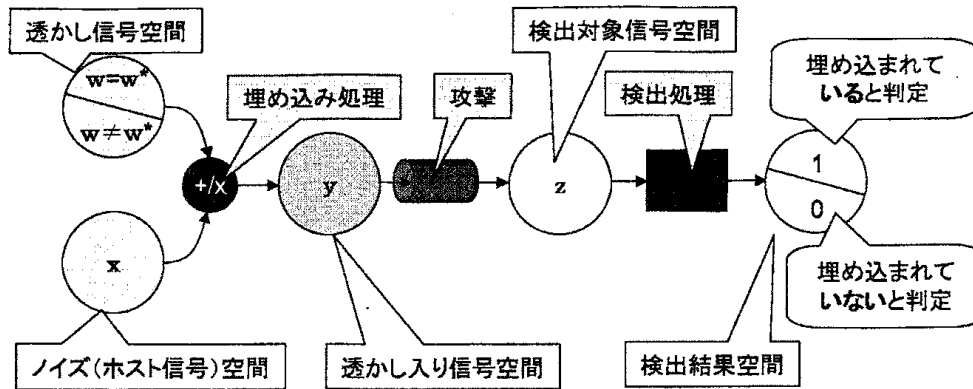 透かし信号空間
w=w*
w≠w*
埋め込み処理
+/x
x
ノイズ(ホスト信号)空間
y
透かし入り信号空間
攻撃
検出対象信号空間
z
検出処理
1
0
埋め込まれて
いると判定
埋め込まれて
いないと判定
検出結果空間